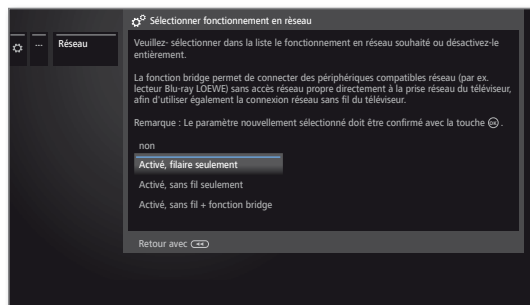 Sélectionner fonctionnement en rèseau
... Réseau
Veuillez- sélectionner dans la liste le fonctionnement en réseau souhaité ou désactivez-le
entièrement.
La fonction bridge permet de connecter des périphériques compatibles réseau (par ex.
lecteur Blu-ray LOEWE) sans accès réseau propre directement à la prise réseau du téléviseur,
afin d'utiliser également la connexion réseau sans fil du téléviseur.
Remarque : Le paramètre nouvellement sélectionné doit être confirmé avec la touche OK .
non
Activé, filaire seulement
Activé, sans fil seulement
Activé, sans fil + fonction bridge
Retour avec